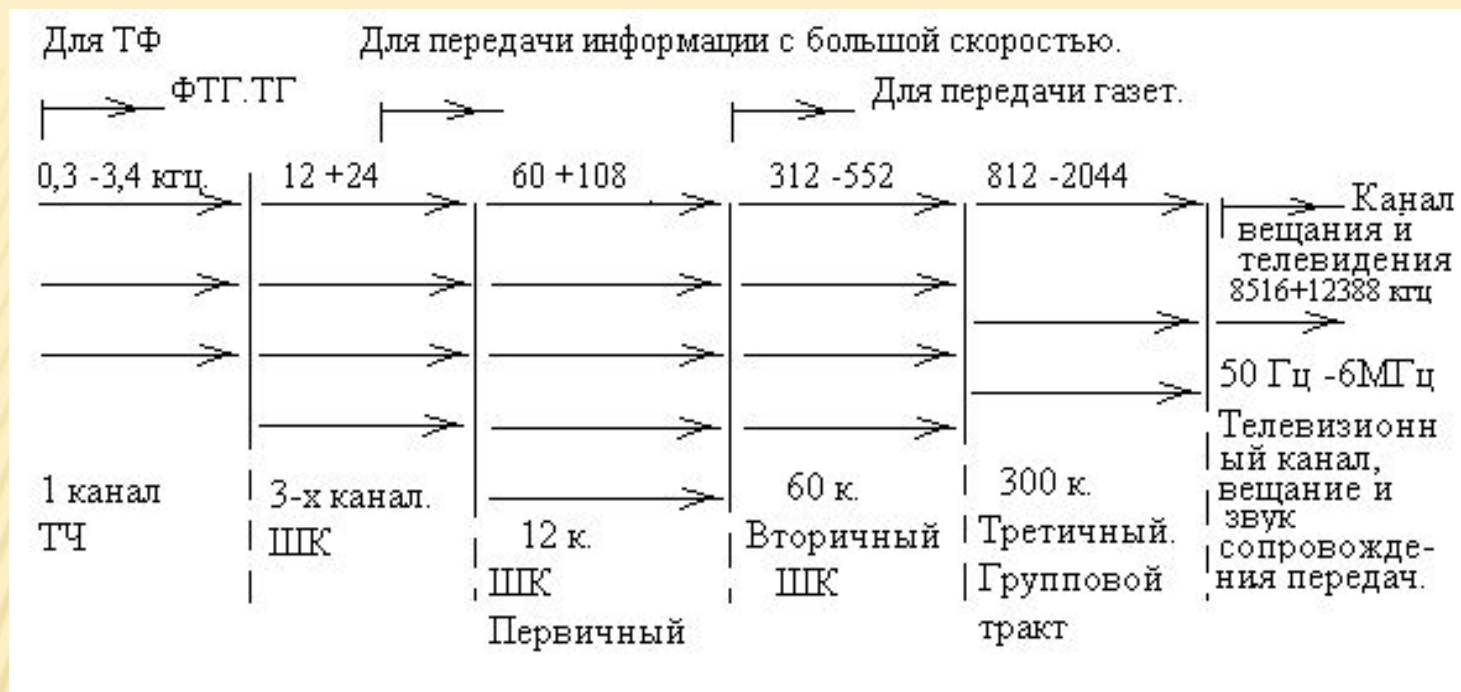 Для ТФ
Для передачи информации с большой скоростью.
ФТГ.ТГ
Для передачи газет.
0,3 -3,4 кгц.
12 +24
60 +108
312 -552
812 -2044
Канал
вещания и
телевидения
8516+12388 кгц
50 Гц -6МГц
Телевизионн
ый канал,
вещание и
звук
сопровожде-
ния передач.
1 канал
ТЧ
3-х канал.
ШК
12 к.
ШК
Первичный
60 к.
Вторичный
ШК
300 к.
Третичный.
Групповой
тракт